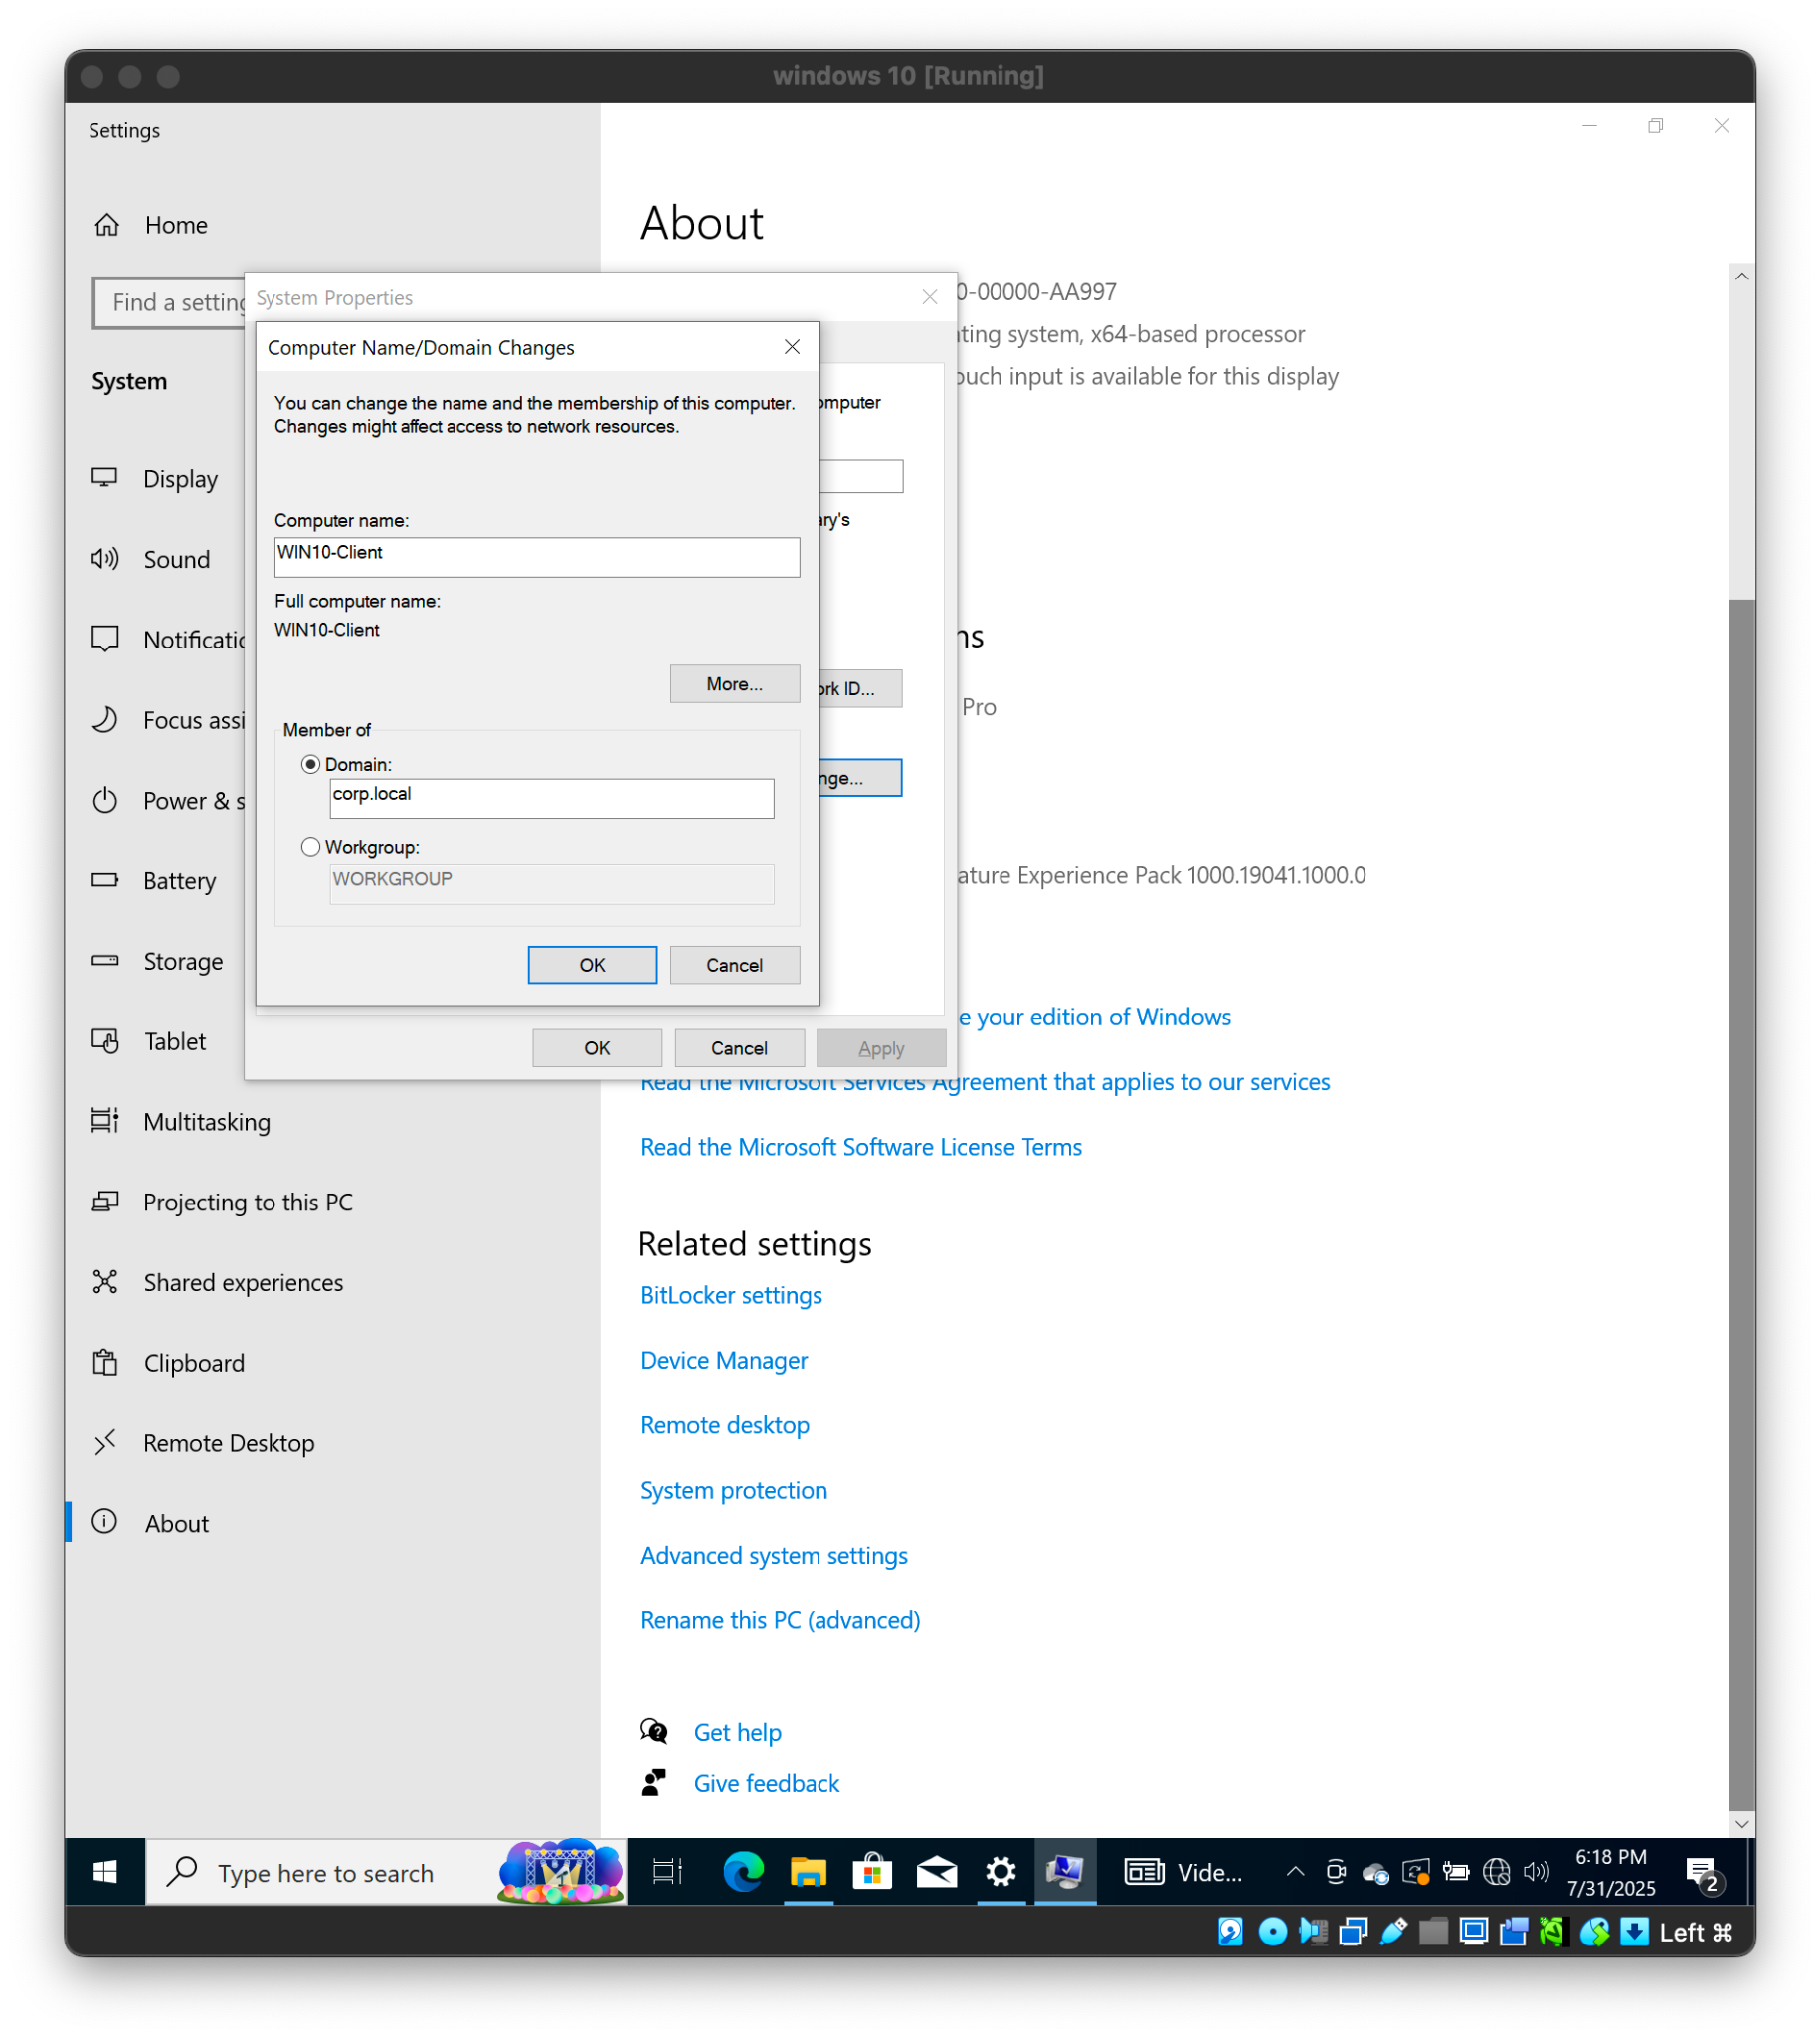 windows 10 [Running]
Settings
Home
Find a setting
System
Display
Sound
Focus
Power &
Battery
Storage
Tablet
Multitasking
Projecting to this PC
Shared experiences
Clipboard
Remote Desktop
About
About
0-00000-AA997
ting system, x64-based processor
ouch input is available for this display
ns
Pro
ature Experience Pack 1000.19041.1000.0
e your edition of Windows
Read the Microsoft Services Agreement that applies to our services
Read the Microsoft Software License Terms
Related settings
BitLocker settings
Device Manager
Remote desktop
System protection
Advanced system settings
Rename this PC (advanced)
Get help
Give feedback
System Properties
omputer
ary's
ork ID...
nge...
OK
Cancel
Apply
Computer Name/Domain Changes
You can change the name and the membership of this computer.
Changes might affect access to network resources.
Computer name:
WIN10-Client
Full computer name:
WIN10-Client
More...
Member of
Domain:
corp.local
Workgroup:
WORKGROUP
OK
Cancel
Type here to search
Vide...
6:18 PM
7/31/2025
2
Left ⌘